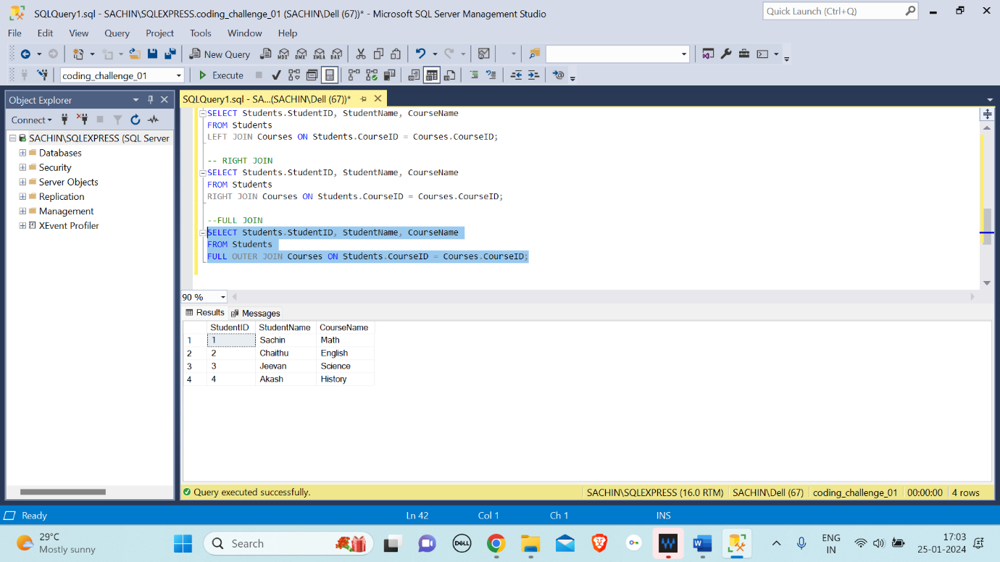 SQLQuery1.sql - SACHIN\SQLEXPRESS.coding_challenge_01 (SACHIN\Dell (67))* - Microsoft SQL Server Management Studio
Quick Launch (Ctrl+Q)
File Edit View Query Project Tools Window Help
New Query
MDX DMX XMLA DAX
coding_challenge_01
Execute
Object Explorer
Connect
SACHIN\SQLEXPRESS (SQL Server
Databases
Security
Server Objects
Replication
Management
XEvent Profiler
SQLQuery1.sql - SA...(SACHIN\Dell (67))*
SELECT Students.StudentID, StudentName, CourseName
FROM Students
LEFT JOIN Courses ON Students.CourseID = Courses.CourseID;
-- RIGHT JOIN
SELECT Students.StudentID, StudentName, CourseName
FROM Students
RIGHT JOIN Courses ON Students.CourseID = Courses.CourseID;
--FULL JOIN
SELECT Students.StudentID, StudentName, CourseName
FROM Students
FULL OUTER JOIN Courses ON Students.CourseID = Courses.CourseID;
90 %
Results Messages
StudentID StudentName CourseName
1 1 Sachin Math
2 2 Chaithu English
3 3 Jeevan Science
4 4 Akash History
Query executed successfully.
SACHIN\SQLEXPRESS (16.0 RTM) SACHIN\Dell (67) coding_challenge_01 00:00:00 4 rows
Ready Ln 42 Col 1 Ch 1 INS
29°C
Mostly sunny
Search
DELL
W
ENG
IN
17:03
25-01-2024